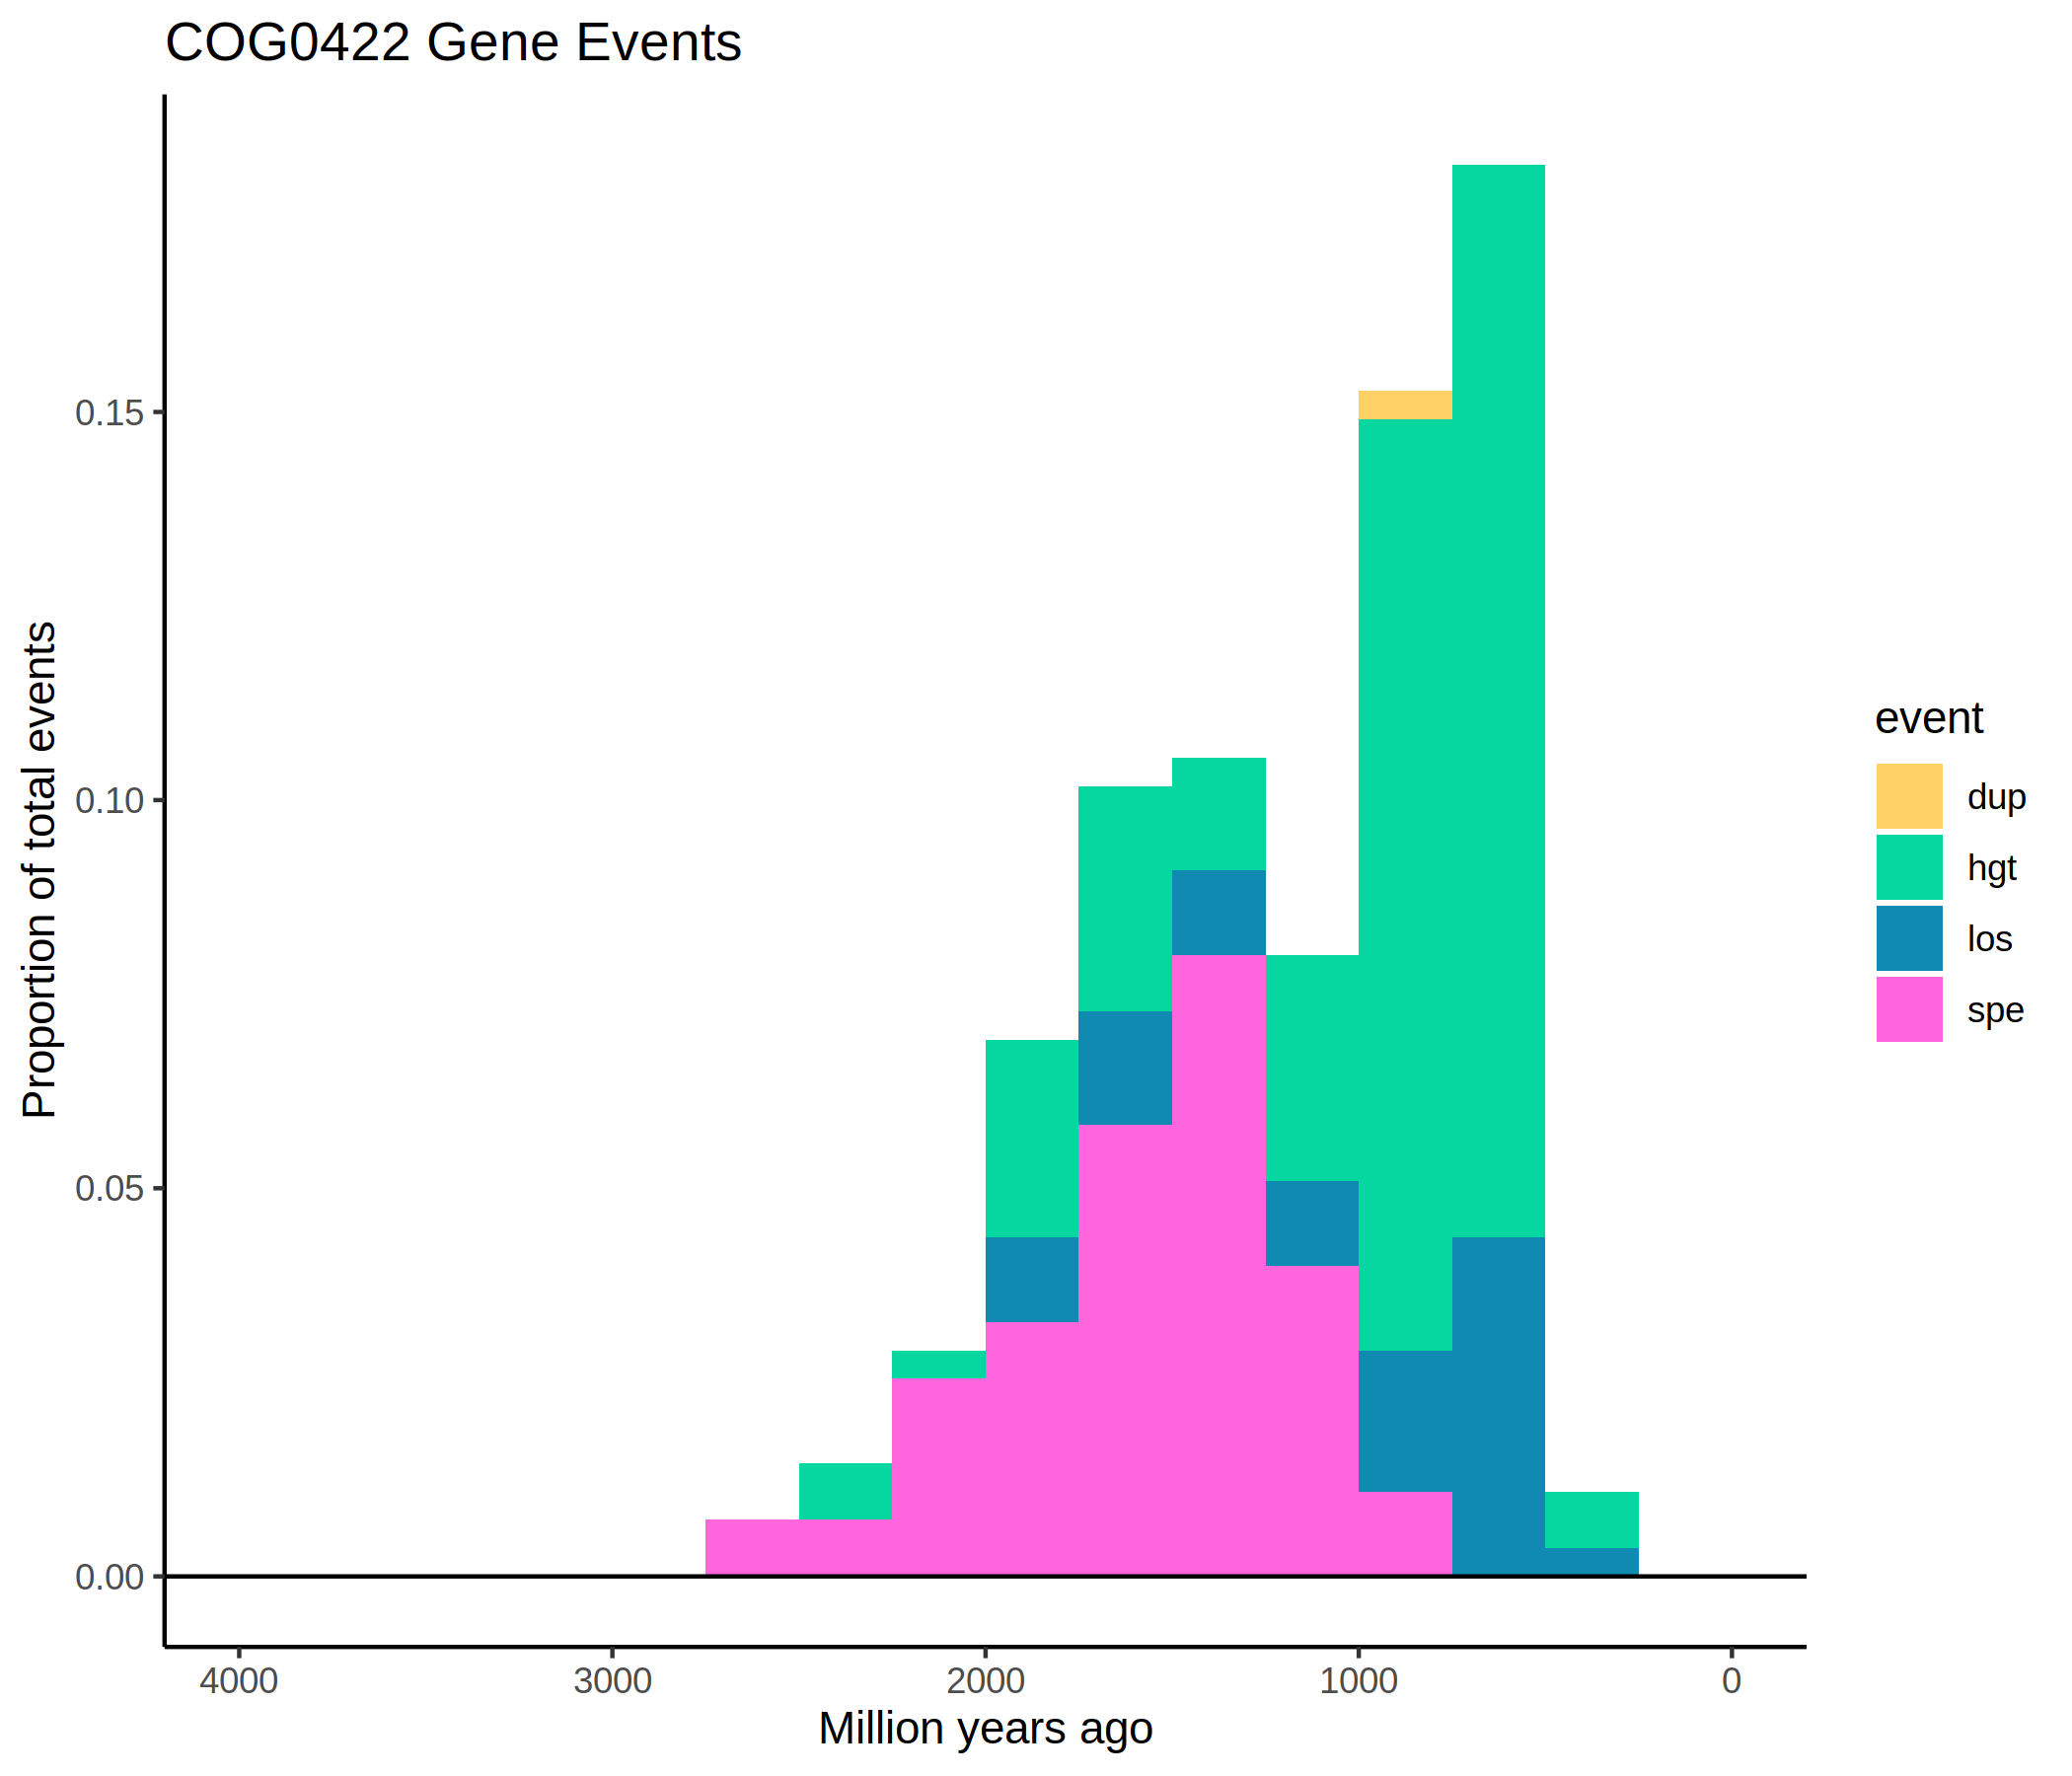 COG0422 Gene Events
Proportion of total events
0.15
0.10
0.05
0.00
4000 3000 2000 1000 0
Million years ago
event
dup
hgt
los
spe